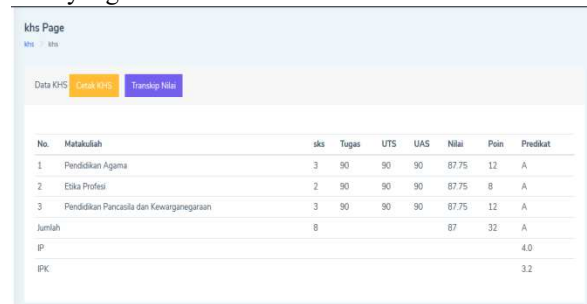 khs Page
khs > khs
Data KHS Cetak KHS Transkip Nilai
No. Matakuliah sks Tugas UTS UAS Nilai Poin Predikat
1 Pendidikan Agama 3 90 90 90 87.75 12 A
2 Etika Profesi 2 90 90 90 87.75 8 A
3 Pendidikan Pancasila dan Kewarganegaraan 3 90 90 90 87.75 12 A
Jumlah 8 87 32 A
IP 4.0
IPK 3.2